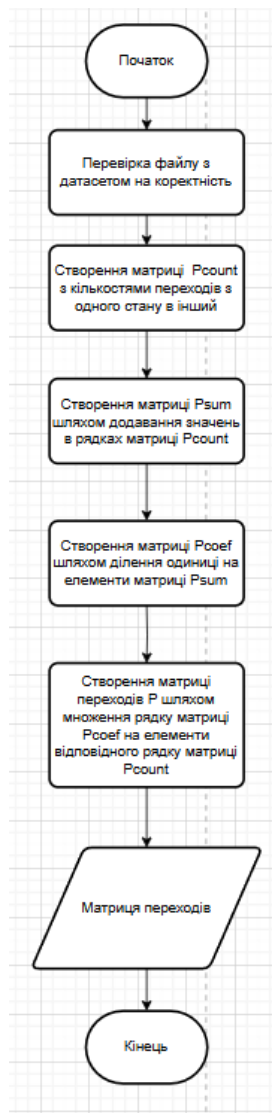 Початок
Перевірка файлу з
датасетом на коректність
Створення матриці Pcount
з кількостями переходів з
одного стану в інший
Створення матриці Psum
шляхом додавання значень
в рядках матриці Pcount
Створення матриці Pcoef
шляхом ділення одиниці на
елементи матриці Psum
Створення матриці
переходів P шляхом
множення рядку матриці
Pcoef на елементи
відповідного рядку матриці
Pcount
Матриця переходів
Кінець